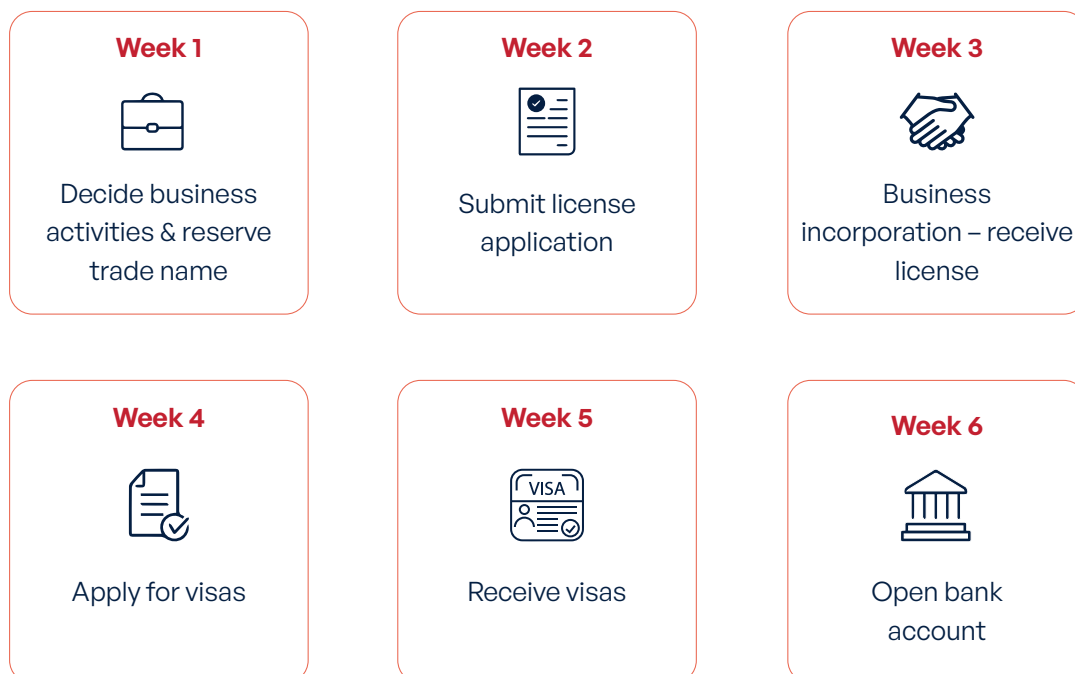 Week 1
Decide business
activities & reserve
trade name
Week 2
Submit license
application
Week 3
Business
incorporation – receive
license
Week 4
Apply for visas
Week 5
VISA
Receive visas
Week 6
Open bank
account